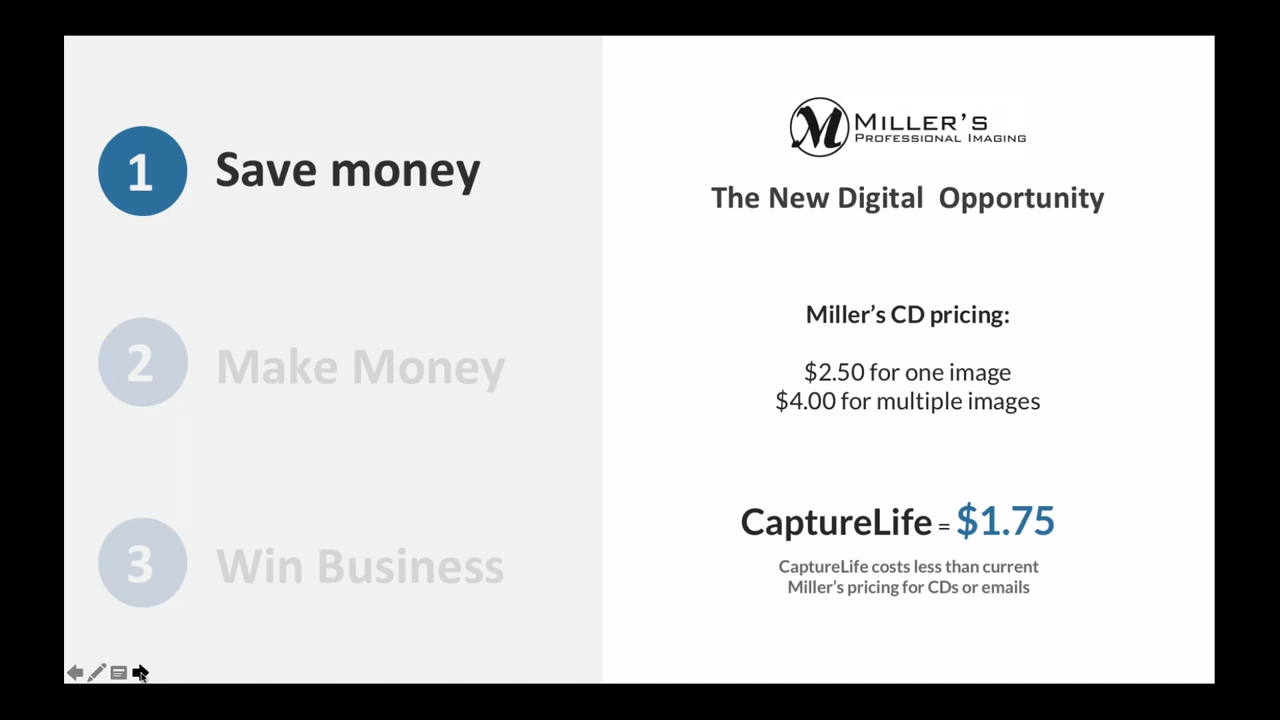 1 Save money
2 Make Money
3 Win Business
M MILLER'S
PROFESSIONAL IMAGING
The New Digital  Opportunity
Miller's CD pricing:
$2.50 for one image
$4.00 for multiple images
CaptureLife = $1.75
CaptureLife costs less than current
Miller's pricing for CDs or emails